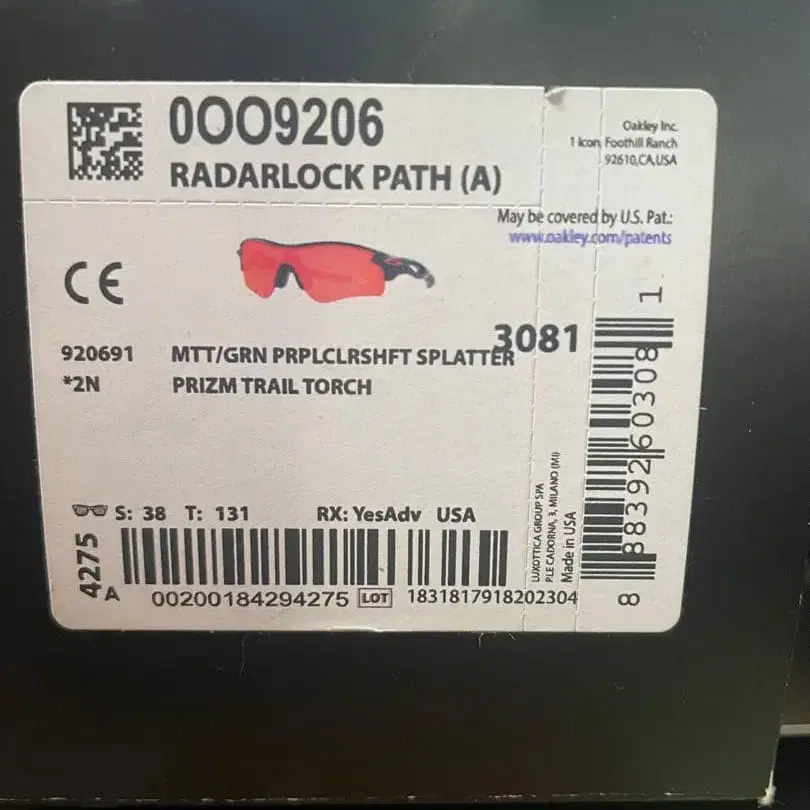 0OO9206
RADARLOCK PATH (A)
Oakley Inc.
1 Icon, Foothill Ranch
92610,CA,USA
May be covered by U.S. Pat.:
www.oakley.com/patents
CE
3081
920691 MTT/GRN PRPLCLRSHFT SPLATTER
*2N PRIZM TRAIL TORCH
S: 38 T: 131 RX: YesAdv USA
4275
A
00200184294275 LOT 1831817918202304
LUXOTTICA GROUP SPA
PLE CADORNA, 3, MILANO (MI)
Made in USA
8 88392 60308 1